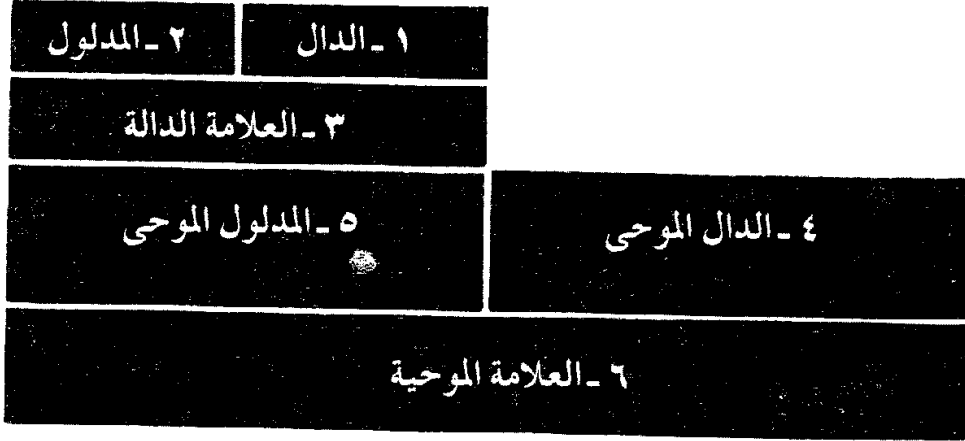 ١ ـ الدال ٢ ـ المدلول
٣ ـ العلامة الدالة
٤ ـ الدال الموحى ٥ ـ المدلول الموحى
٦ ـ العلامة الموحية